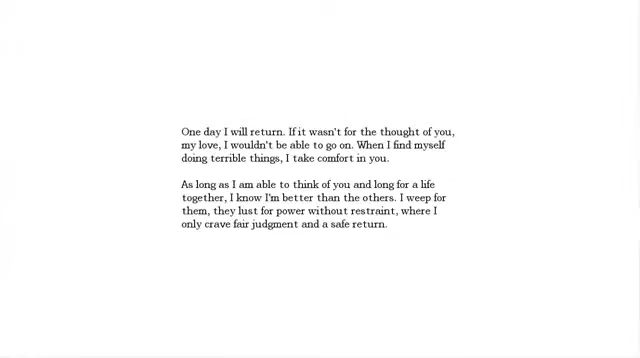 One day I will return. If it wasn't for the thought of you,
my love, I wouldn't be able to go on. When I find myself
doing terrible things, I take comfort in you.
As long as I am able to think of you and long for a life
together, I know I'm better than the others. I weep for
them, they lust for power without restraint, where I
only crave fair judgment and a safe return.